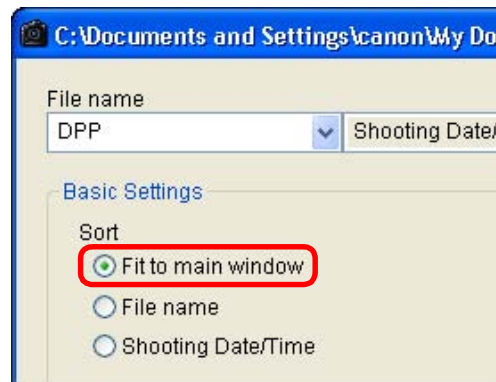 C:\Documents and Settings\canon\My Do
File name
DPP Shooting Date/
Basic Settings
Sort
Fit to main window
File name
Shooting Date/Time